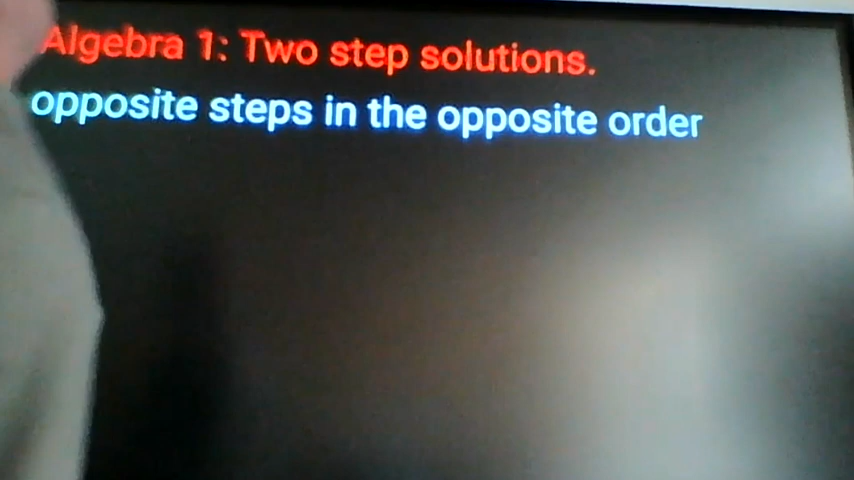 Algebra 1: Two step solutions.
opposite steps in the opposite order